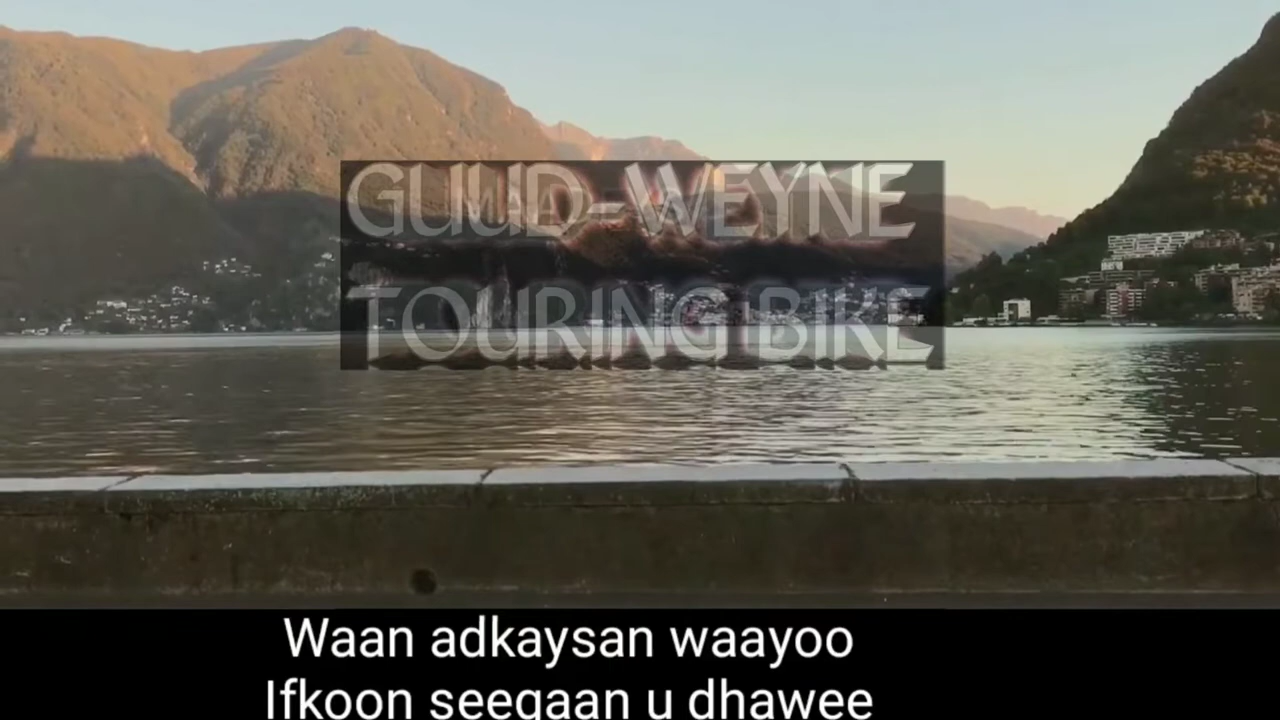 GUUD-WEYNE
TOURING BIKE
Waan adkaysan waayoo
Ifkoon seegaan u dhawee